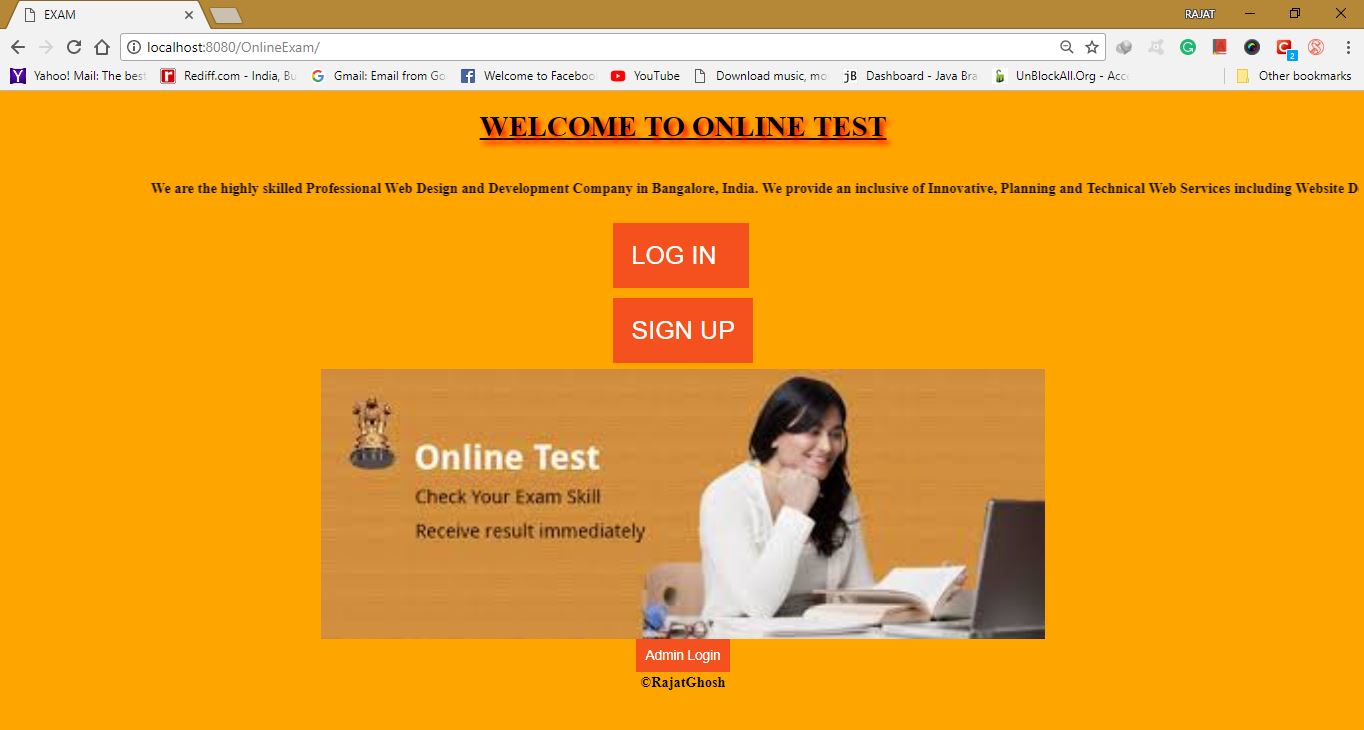 EXAM
RAJAT
localhost:8080/OnlineExam/
2
Yahoo! Mail: The best
Rediff.com - India, Bu
Gmail: Email from Go
Welcome to Faceboo
YouTube
Download music, mo
jB Dashboard - Java Bra
UnBlockAll.Org - Acc
Other bookmarks
WELCOME TO ONLINE TEST
We are the highly skilled Professional Web Design and Development Company in Bangalore, India. We provide an inclusive of Innovative, Planning and Technical Web Services including Website D
LOG IN
SIGN UP
Online Test
Check Your Exam Skill
Receive result immediately
Admin Login
©RajatGhosh